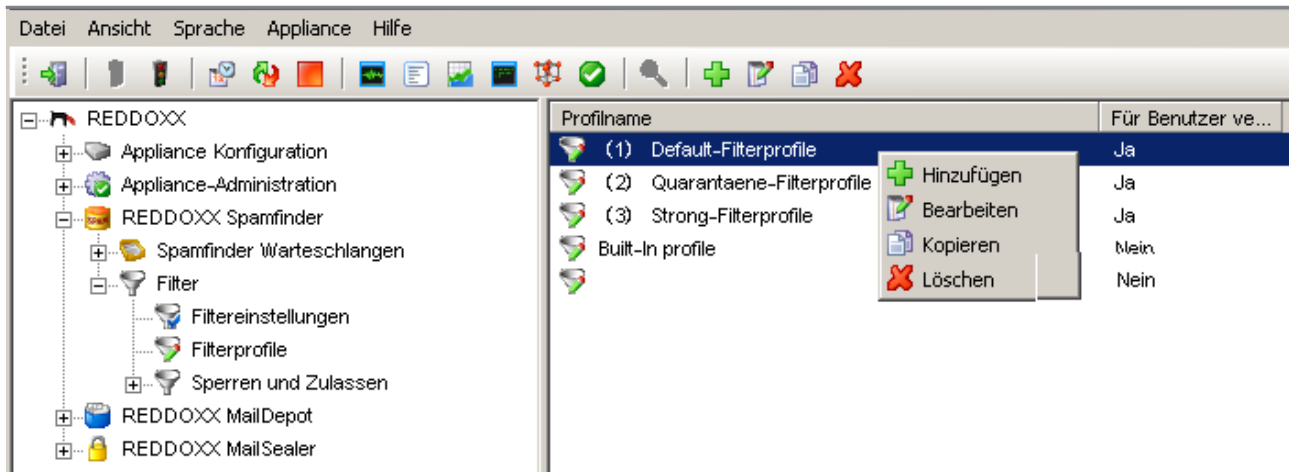 Datei Ansicht Sprache Appliance Hilfe
REDDOXX
Appliance Konfiguration
Appliance-Administration
REDDOXX Spamfinder
Spamfinder Warteschlangen
Filter
Filtereinstellungen
Filterprofile
Sperren und Zulassen
REDDOXX MailDepot
REDDOXX MailSealer
Profilname Für Benutzer ve...
(1) Default-Filterprofile Ja
(2) Quarantaene-Filterprofile Ja
(3) Strong-Filterprofile Ja
Built-In profile Nein
Nein
Hinzufügen
Bearbeiten
Kopieren
Löschen